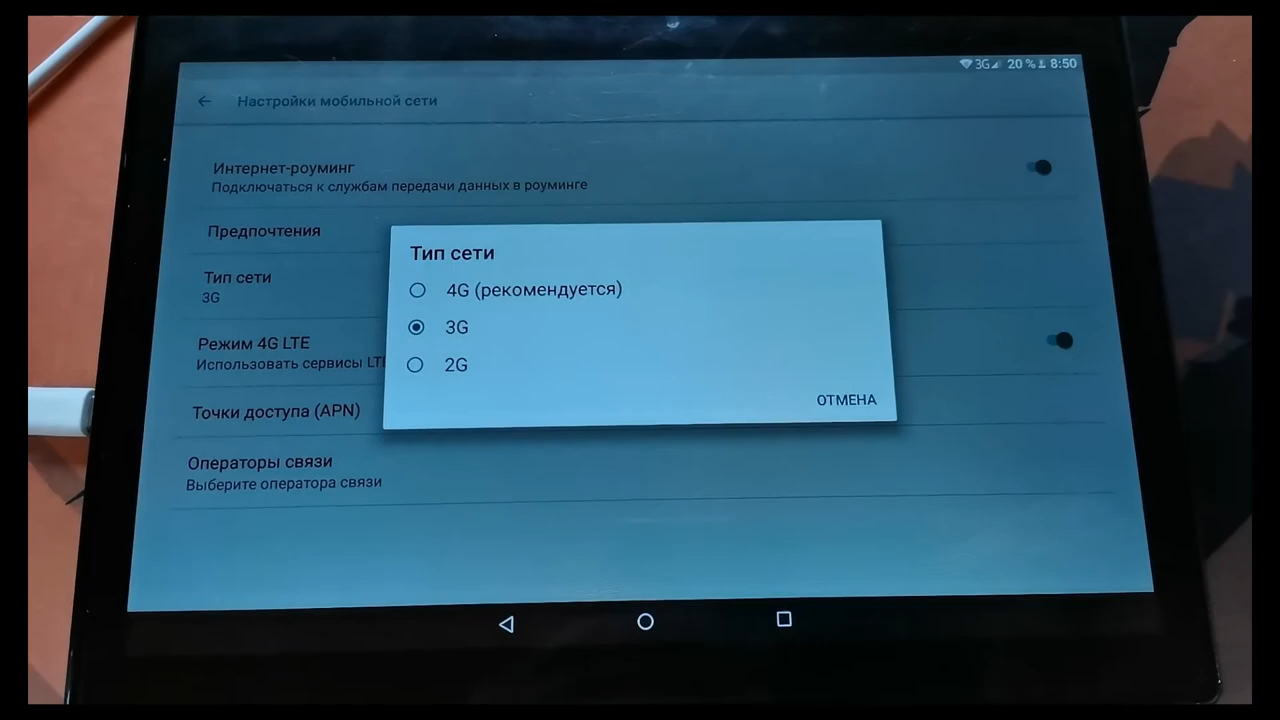 3G 20 % 8:50
Настройки мобильной сети
Интернет-роуминг
Подключаться к службам передачи данных в роуминге
Предпочтения
Тип сети
3G
Режим 4G LTE
Использовать сервисы
Точки доступа (APN)
Операторы связи
Выберите оператора связи
Тип сети
4G (рекомендуется)
3G
2G
ОТМЕНА